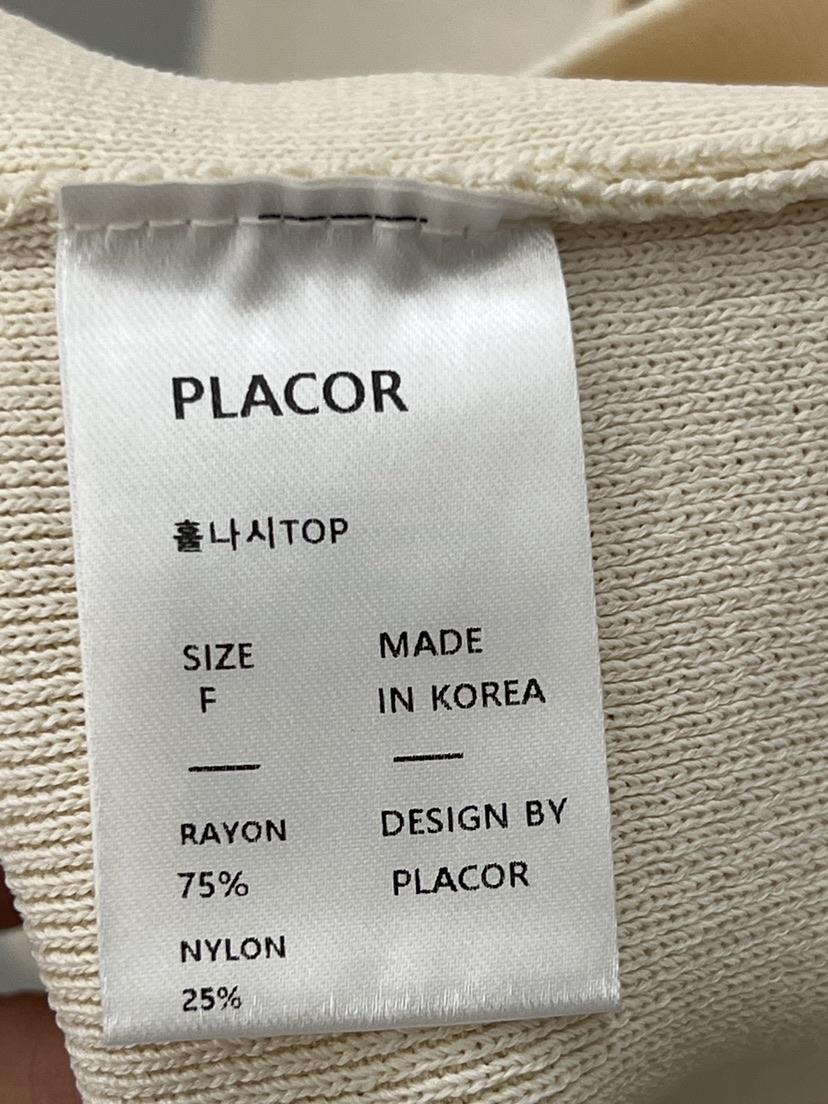 PLACOR
홀나시TOP
SIZE
F
MADE
IN KOREA
RAYON
75%
NYLON
25%
DESIGN BY
PLACOR